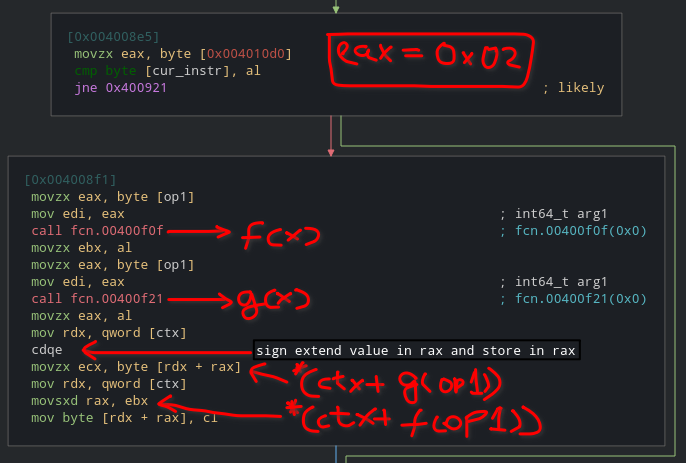 [0x004008e5]
movzx eax, byte [0x004010d0]
cmp byte [cur_instr], al
jne 0x400921 ; likely
eax = 0x02
[0x004008f1]
movzx eax, byte [op1]
mov edi, eax ; int64_t arg1
call fcn.00400f0f ; fcn.00400f0f(0x0)
f(x)
movzx ebx, al
movzx eax, byte [op1]
mov edi, eax ; int64_t arg1
call fcn.00400f21 ; fcn.00400f21(0x0)
g(x)
movzx eax, al
mov rdx, qword [ctx]
cdqe sign extend value in rax and store in rax
movzx ecx, byte [rdx + rax]
*(ctx+ g(op1))
mov rdx, qword [ctx]
movsxd rax, ebx
*(ctx+ f(op1))
mov byte [rdx + rax], cl